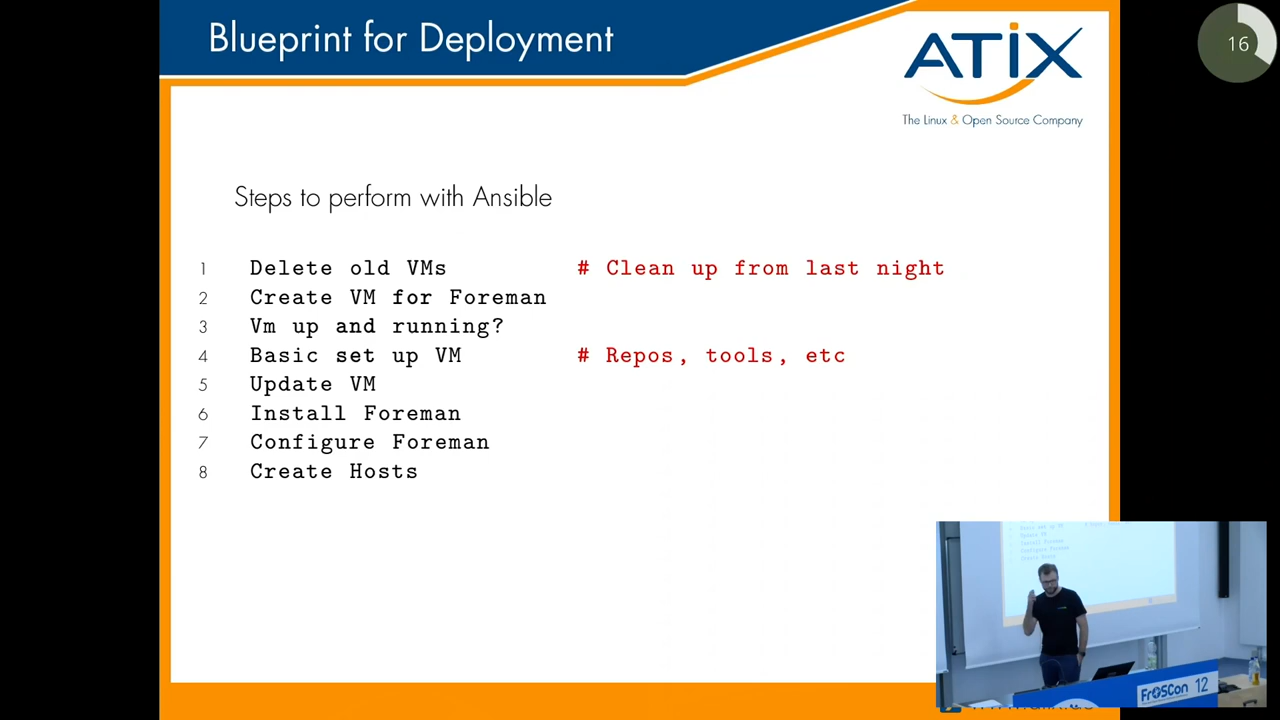 Blueprint for Deployment
ATIX
The Linux & Open Source Company
16
Steps to perform with Ansible
1 Delete old VMs # Clean up from last night
2 Create VM for Foreman
3 Vm up and running?
4 Basic set up VM # Repos, tools, etc
5 Update VM
6 Install Foreman
7 Configure Foreman
8 Create Hosts
FrOSCon 12